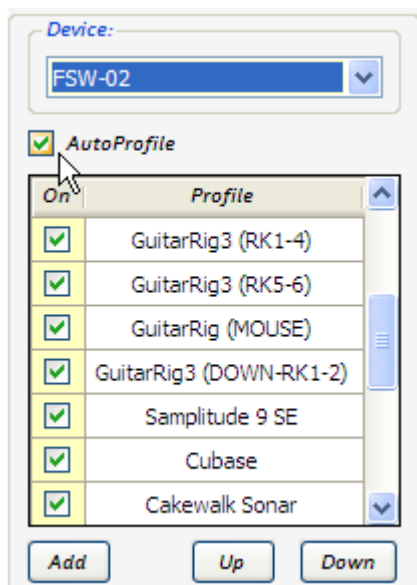 Device:
FSW-02
AutoProfile
On Profile
GuitarRig3 (RK1-4)
GuitarRig3 (RK5-6)
GuitarRig (MOUSE)
GuitarRig3 (DOWN-RK1-2)
Samplitude 9 SE
Cubase
Cakewalk Sonar
Add Up Down